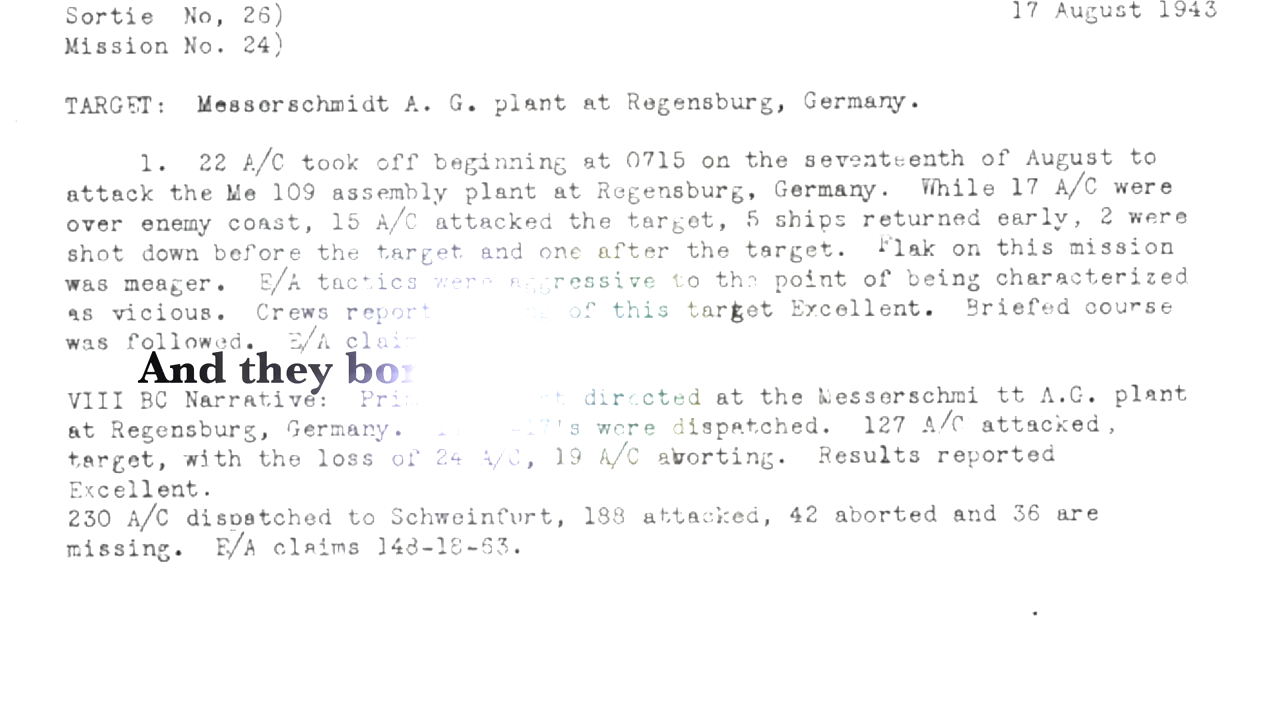 17 August 1943
Sortie No, 26)
Mission No. 24)
TARGET: Messerschmidt A. G. plant at Regensburg, Germany.
1. 22 A/C took off beginning at 0715 on the seventeenth of August to
attack the Me 109 assembly plant at Regensburg, Germany. While 17 A/C were
over enemy coast, 15 A/C attacked the target, 5 ships returned early, 2 were
shot down before the target and one after the target. Flak on this mission
was meager. E/A tactics were aggressive to the point of being characterized
as vicious. Crews report of this target Excellent. Briefed course
was followed. E/A
And they
VIII BC Narrative: directed at the Messerschmi tt A.G. plant
at Regensburg, Germany. were dispatched. 127 A/C attacked,
target, with the loss of 24 A/C, 19 A/C aborting. Results reported
Excellent.
230 A/C dispatched to Schweinfurt, 188 attacked, 42 aborted and 36 are
missing. E/A claims 148-18-63.